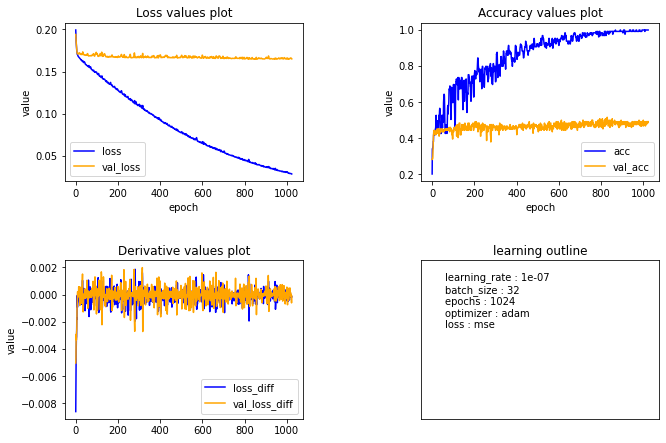 Loss values plot
0.20
0.15
0.10
0.05
value
loss
val_loss
0 200 400 600 800 1000
epoch
Accuracy values plot
1.0
0.8
0.6
0.4
0.2
value
acc
val_acc
0 200 400 600 800 1000
epoch
Derivative values plot
0.002
0.000
−0.002
−0.004
−0.006
−0.008
value
loss_diff
val_loss_diff
0 200 400 600 800 1000
learning outline
learning_rate : 1e-07
batch_size : 32
epochs : 1024
optimizer : adam
loss : mse